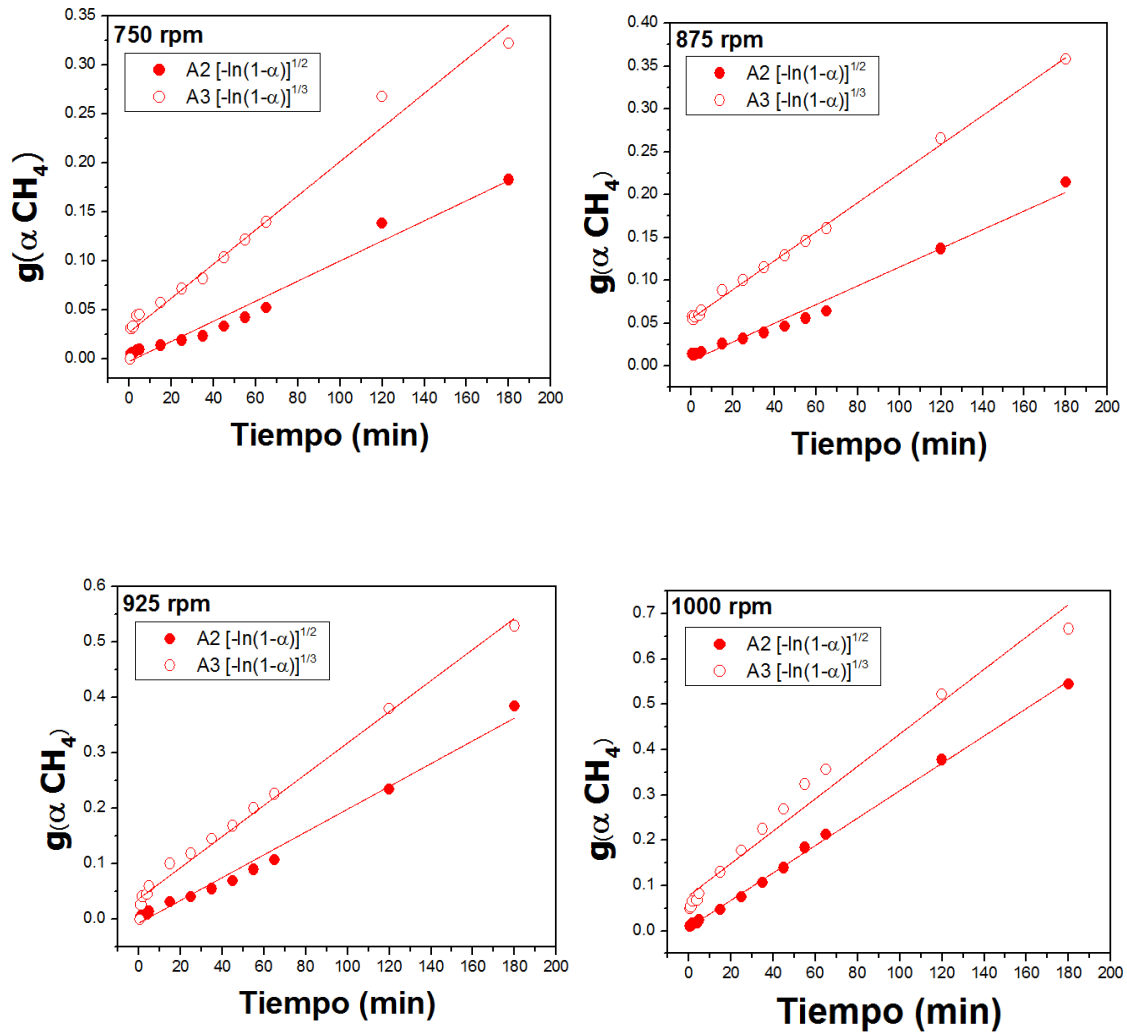 750 rpm
A2 [-ln(1-α)]^1/2
A3 [-ln(1-α)]^1/3
g(α CH₄)
0.35
0.30
0.25
0.20
0.15
0.10
0.05
0.00
0 20 40 60 80 100 120 140 160 180 200
Tiempo (min)
875 rpm
A2 [-ln(1-α)]^1/2
A3 [-ln(1-α)]^1/3
g(α CH₄)
0.40
0.35
0.30
0.25
0.20
0.15
0.10
0.05
0.00
0 20 40 60 80 100 120 140 160 180 200
Tiempo (min)
925 rpm
A2 [-ln(1-α)]^1/2
A3 [-ln(1-α)]^1/3
g(α CH₄)
0.6
0.5
0.4
0.3
0.2
0.1
0.0
0 20 40 60 80 100 120 140 160 180 200
Tiempo (min)
1000 rpm
A2 [-ln(1-α)]^1/2
A3 [-ln(1-α)]^1/3
g(α CH₄)
0.7
0.6
0.5
0.4
0.3
0.2
0.1
0.0
0 20 40 60 80 100 120 140 160 180 200
Tiempo (min)